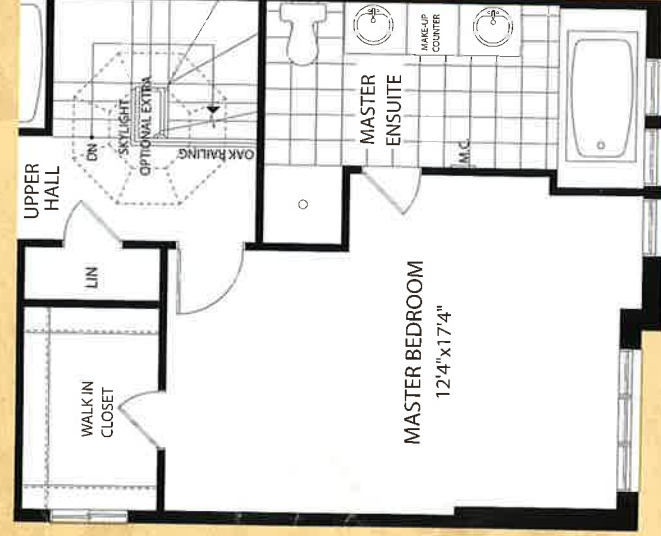 UPPER
HALL
DN
SKYLIGHT
OPTIONAL EXTRA
OAK RAILING
LIN
WALK IN
CLOSET
MASTER
ENSUITE
MAKE-UP
COUNTER
M.C.
MASTER BEDROOM
12'4"x17'4"